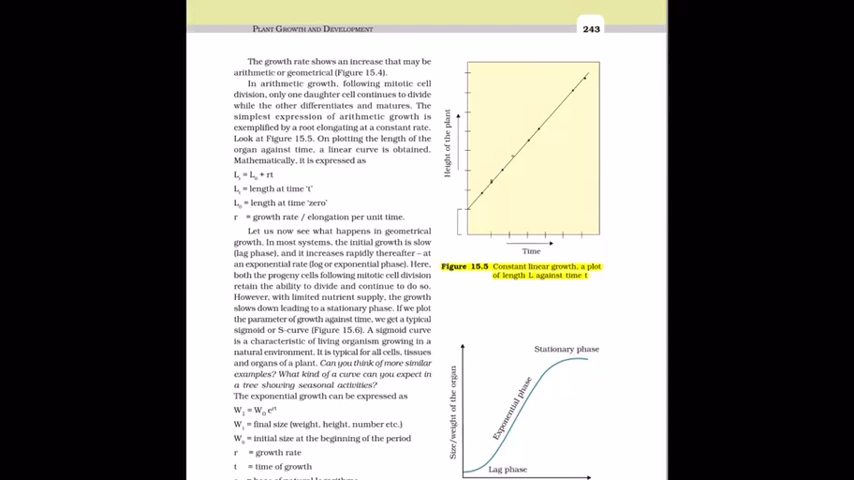 PLANT GROWTH AND DEVELOPMENT
243
The growth rate shows an increase that may be
arithmetic or geometrical (Figure 15.4).
In arithmetic growth, following mitotic cell
division, only one daughter cell continues to divide
while the other differentiates and matures. The
simplest expression of arithmetic growth is
exemplified by a root elongating at a constant rate.
Look at Figure 15.5. On plotting the length of the
organ against time, a linear curve is obtained.
Mathematically, it is expressed as
Lt = L0 + rt
Lt = length at time 't'
L0 = length at time 'zero'
r = growth rate / elongation per unit time.
Let us now see what happens in geometrical
growth. In most systems, the initial growth is slow
(lag phase), and it increases rapidly thereafter – at
an exponential rate (log or exponential phase). Here,
both the progeny cells following mitotic cell division
retain the ability to divide and continue to do so.
However, with limited nutrient supply, the growth
slows down leading to a stationary phase. If we plot
the parameter of growth against time, we get a typical
sigmoid or S-curve (Figure 15.6). A sigmoid curve
is a characteristic of living organism growing in a
natural environment. It is typical for all cells, tissues
and organs of a plant. Can you think of more similar
examples? What kind of a curve can you expect in
a tree showing seasonal activities?
The exponential growth can be expressed as
W1 = W0 e^rt
W1 = final size (weight, height, number etc.)
W0 = initial size at the beginning of the period
r = growth rate
t = time of growth
Height of the plant
Time
Figure 15.5 Constant linear growth, a plot
of length L against time t
Size/weight of the organ
Stationary phase
Exponential phase
Lag phase